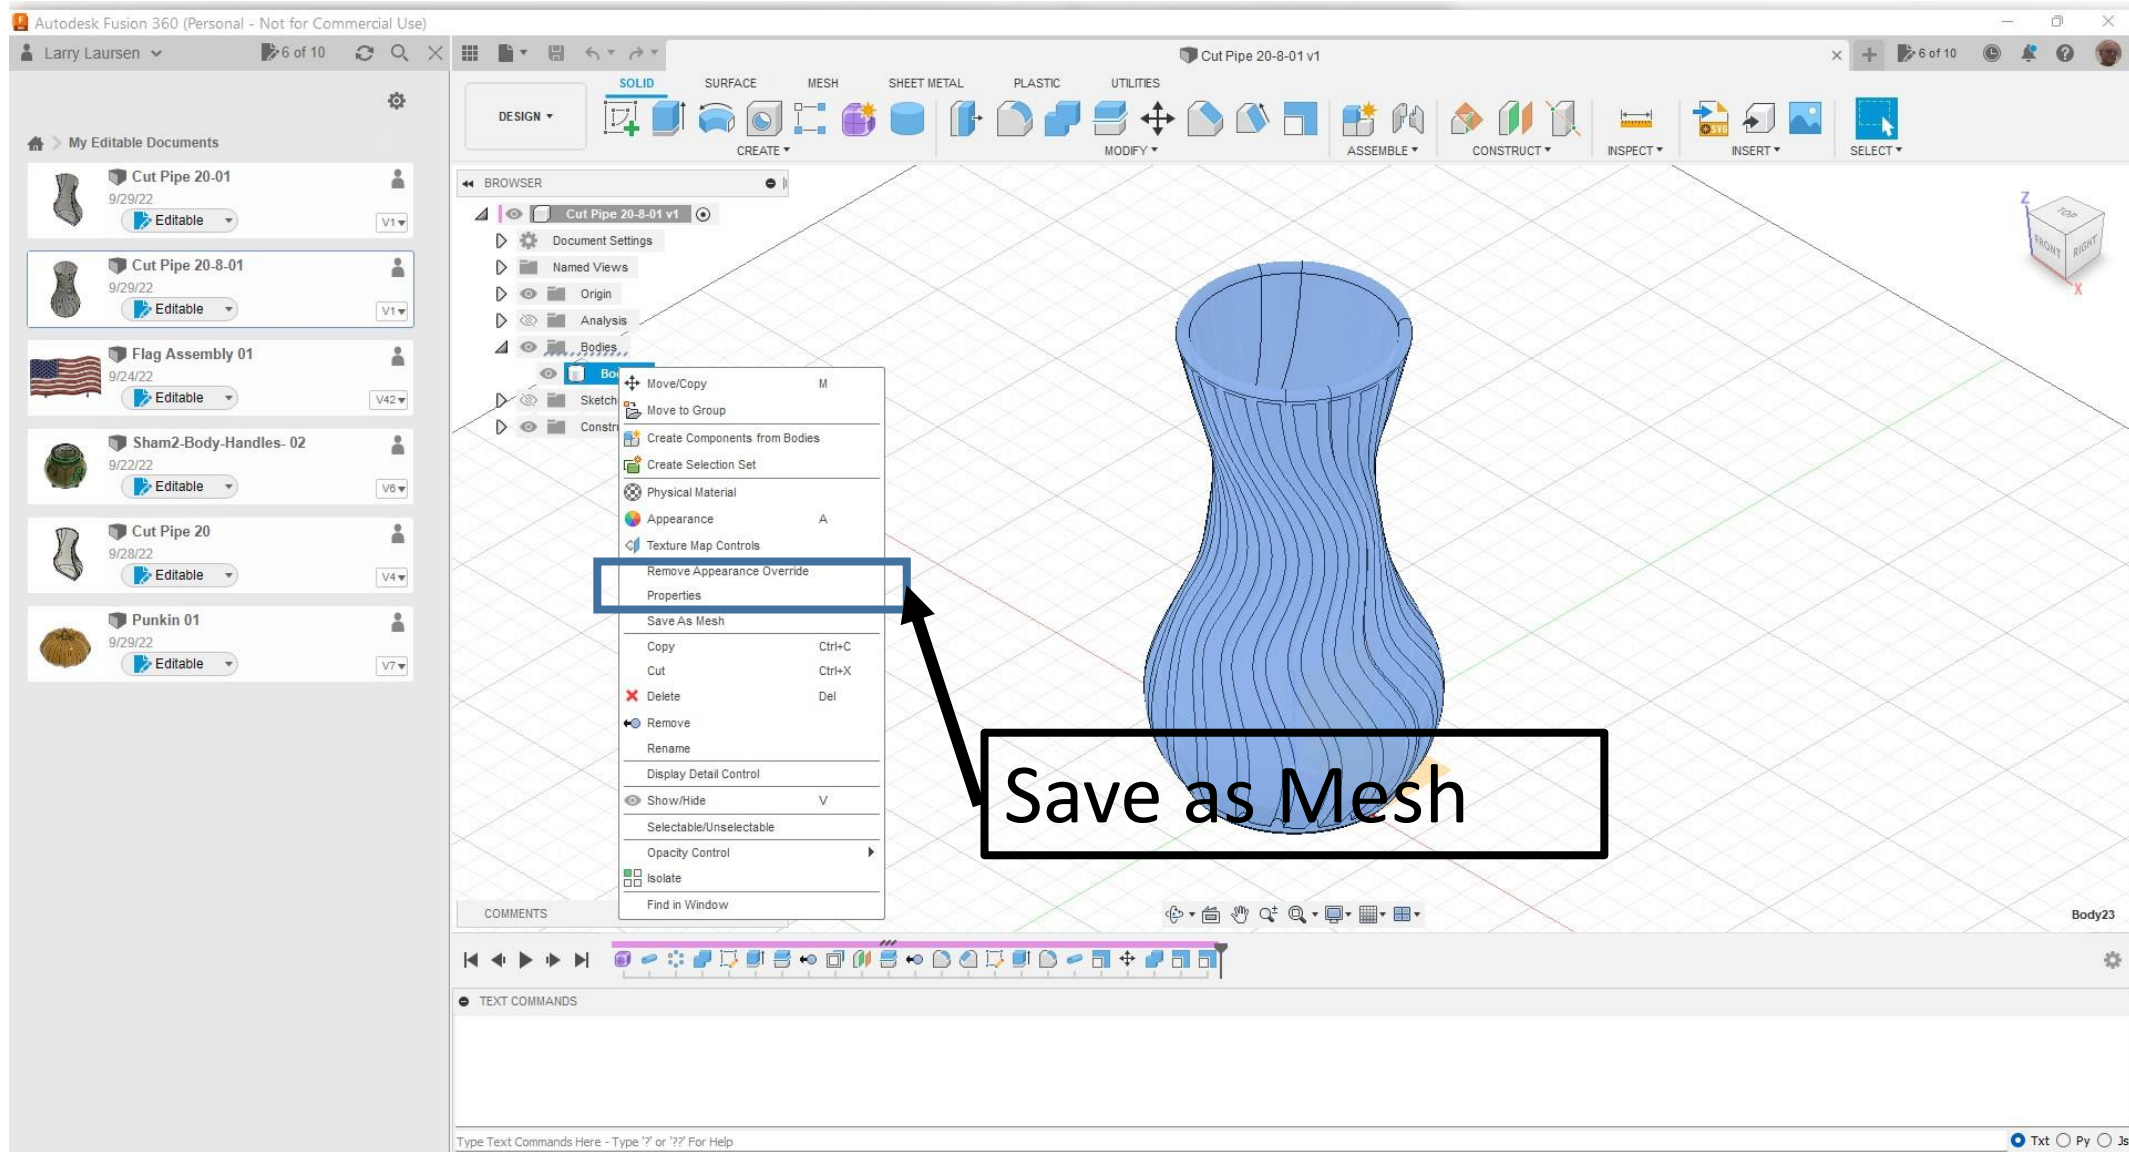 Autodesk Fusion 360 (Personal - Not for Commercial Use)
Larry Laursen
6 of 10
Cut Pipe 20-8-01 v1
6 of 10
SOLID SURFACE MESH SHEET METAL PLASTIC UTILITIES
DESIGN
CREATE MODIFY ASSEMBLE CONSTRUCT INSPECT INSERT SELECT
SVG
My Editable Documents
Cut Pipe 20-01
9/29/22
Editable
V1
Cut Pipe 20-8-01
9/29/22
Editable
V1
Flag Assembly 01
9/24/22
Editable
V42
Sham2-Body-Handles- 02
9/22/22
Editable
V6
Cut Pipe 20
9/28/22
Editable
V4
Punkin 01
9/29/22
Editable
V7
BROWSER
Cut Pipe 20-8-01 v1
Document Settings
Named Views
Origin
Analysis
Bodies
Bo
Sketch
Constru
Move/Copy M
Move to Group
Create Components from Bodies
Create Selection Set
Physical Material
Appearance A
Texture Map Controls
Remove Appearance Override
Properties
Save As Mesh
Copy Ctrl+C
Cut Ctrl+X
Delete Del
Remove
Rename
Display Detail Control
Show/Hide V
Selectable/Unselectable
Opacity Control
Isolate
Find in Window
Z
TOP
FRONT RIGHT
X
Save as Mesh
COMMENTS
Body23
TEXT COMMANDS
Type Text Commands Here - Type '?' or '??' For Help
Txt Py Js